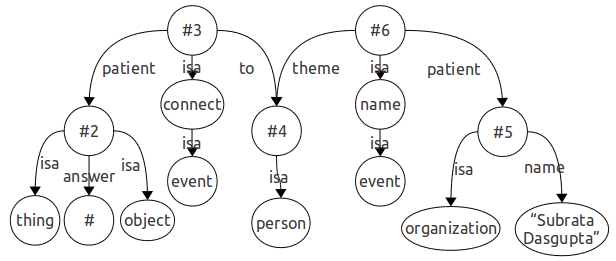 #3
#6
patient
isa
to
theme
isa
patient
connect
name
#2
#4
#5
isa
isa
isa
answer
isa
isa
isa
name
event
event
thing
#
object
person
organization
“Subrata
Dasgupta”